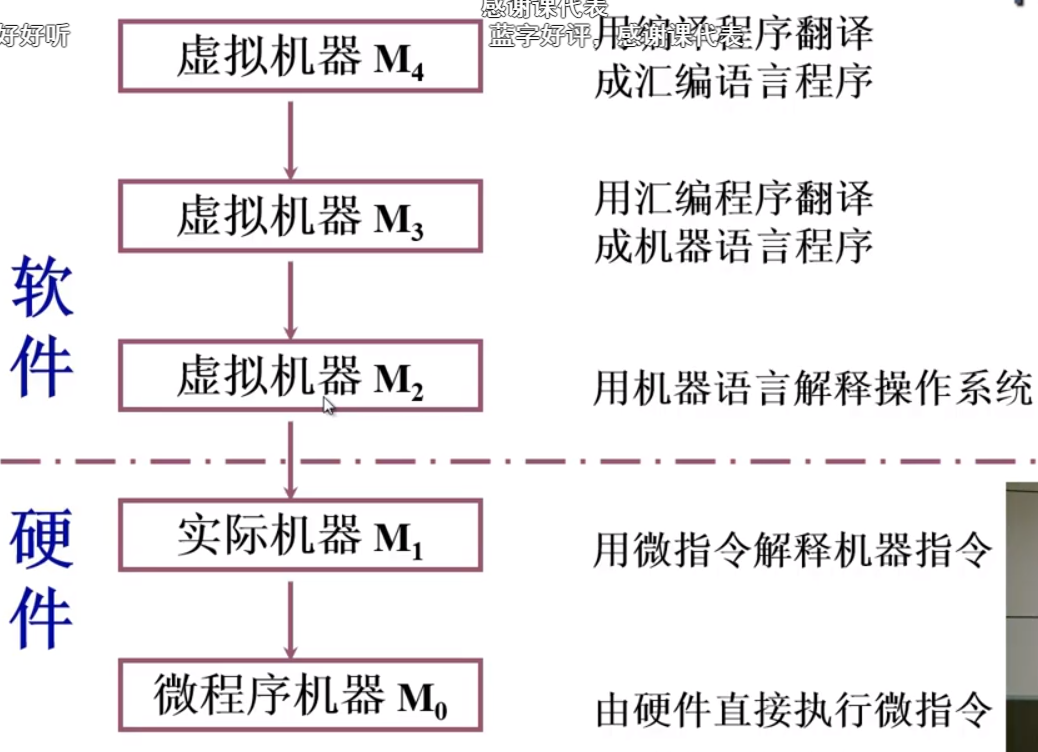 感谢课代表
好好听
蓝字好评，感谢课代表
虚拟机器 M4
用编译程序翻译
成汇编语言程序
虚拟机器 M3
用汇编程序翻译
成机器语言程序
软件
虚拟机器 M2
用机器语言解释操作系统
硬件
实际机器 M1
用微指令解释机器指令
微程序机器 M0
由硬件直接执行微指令